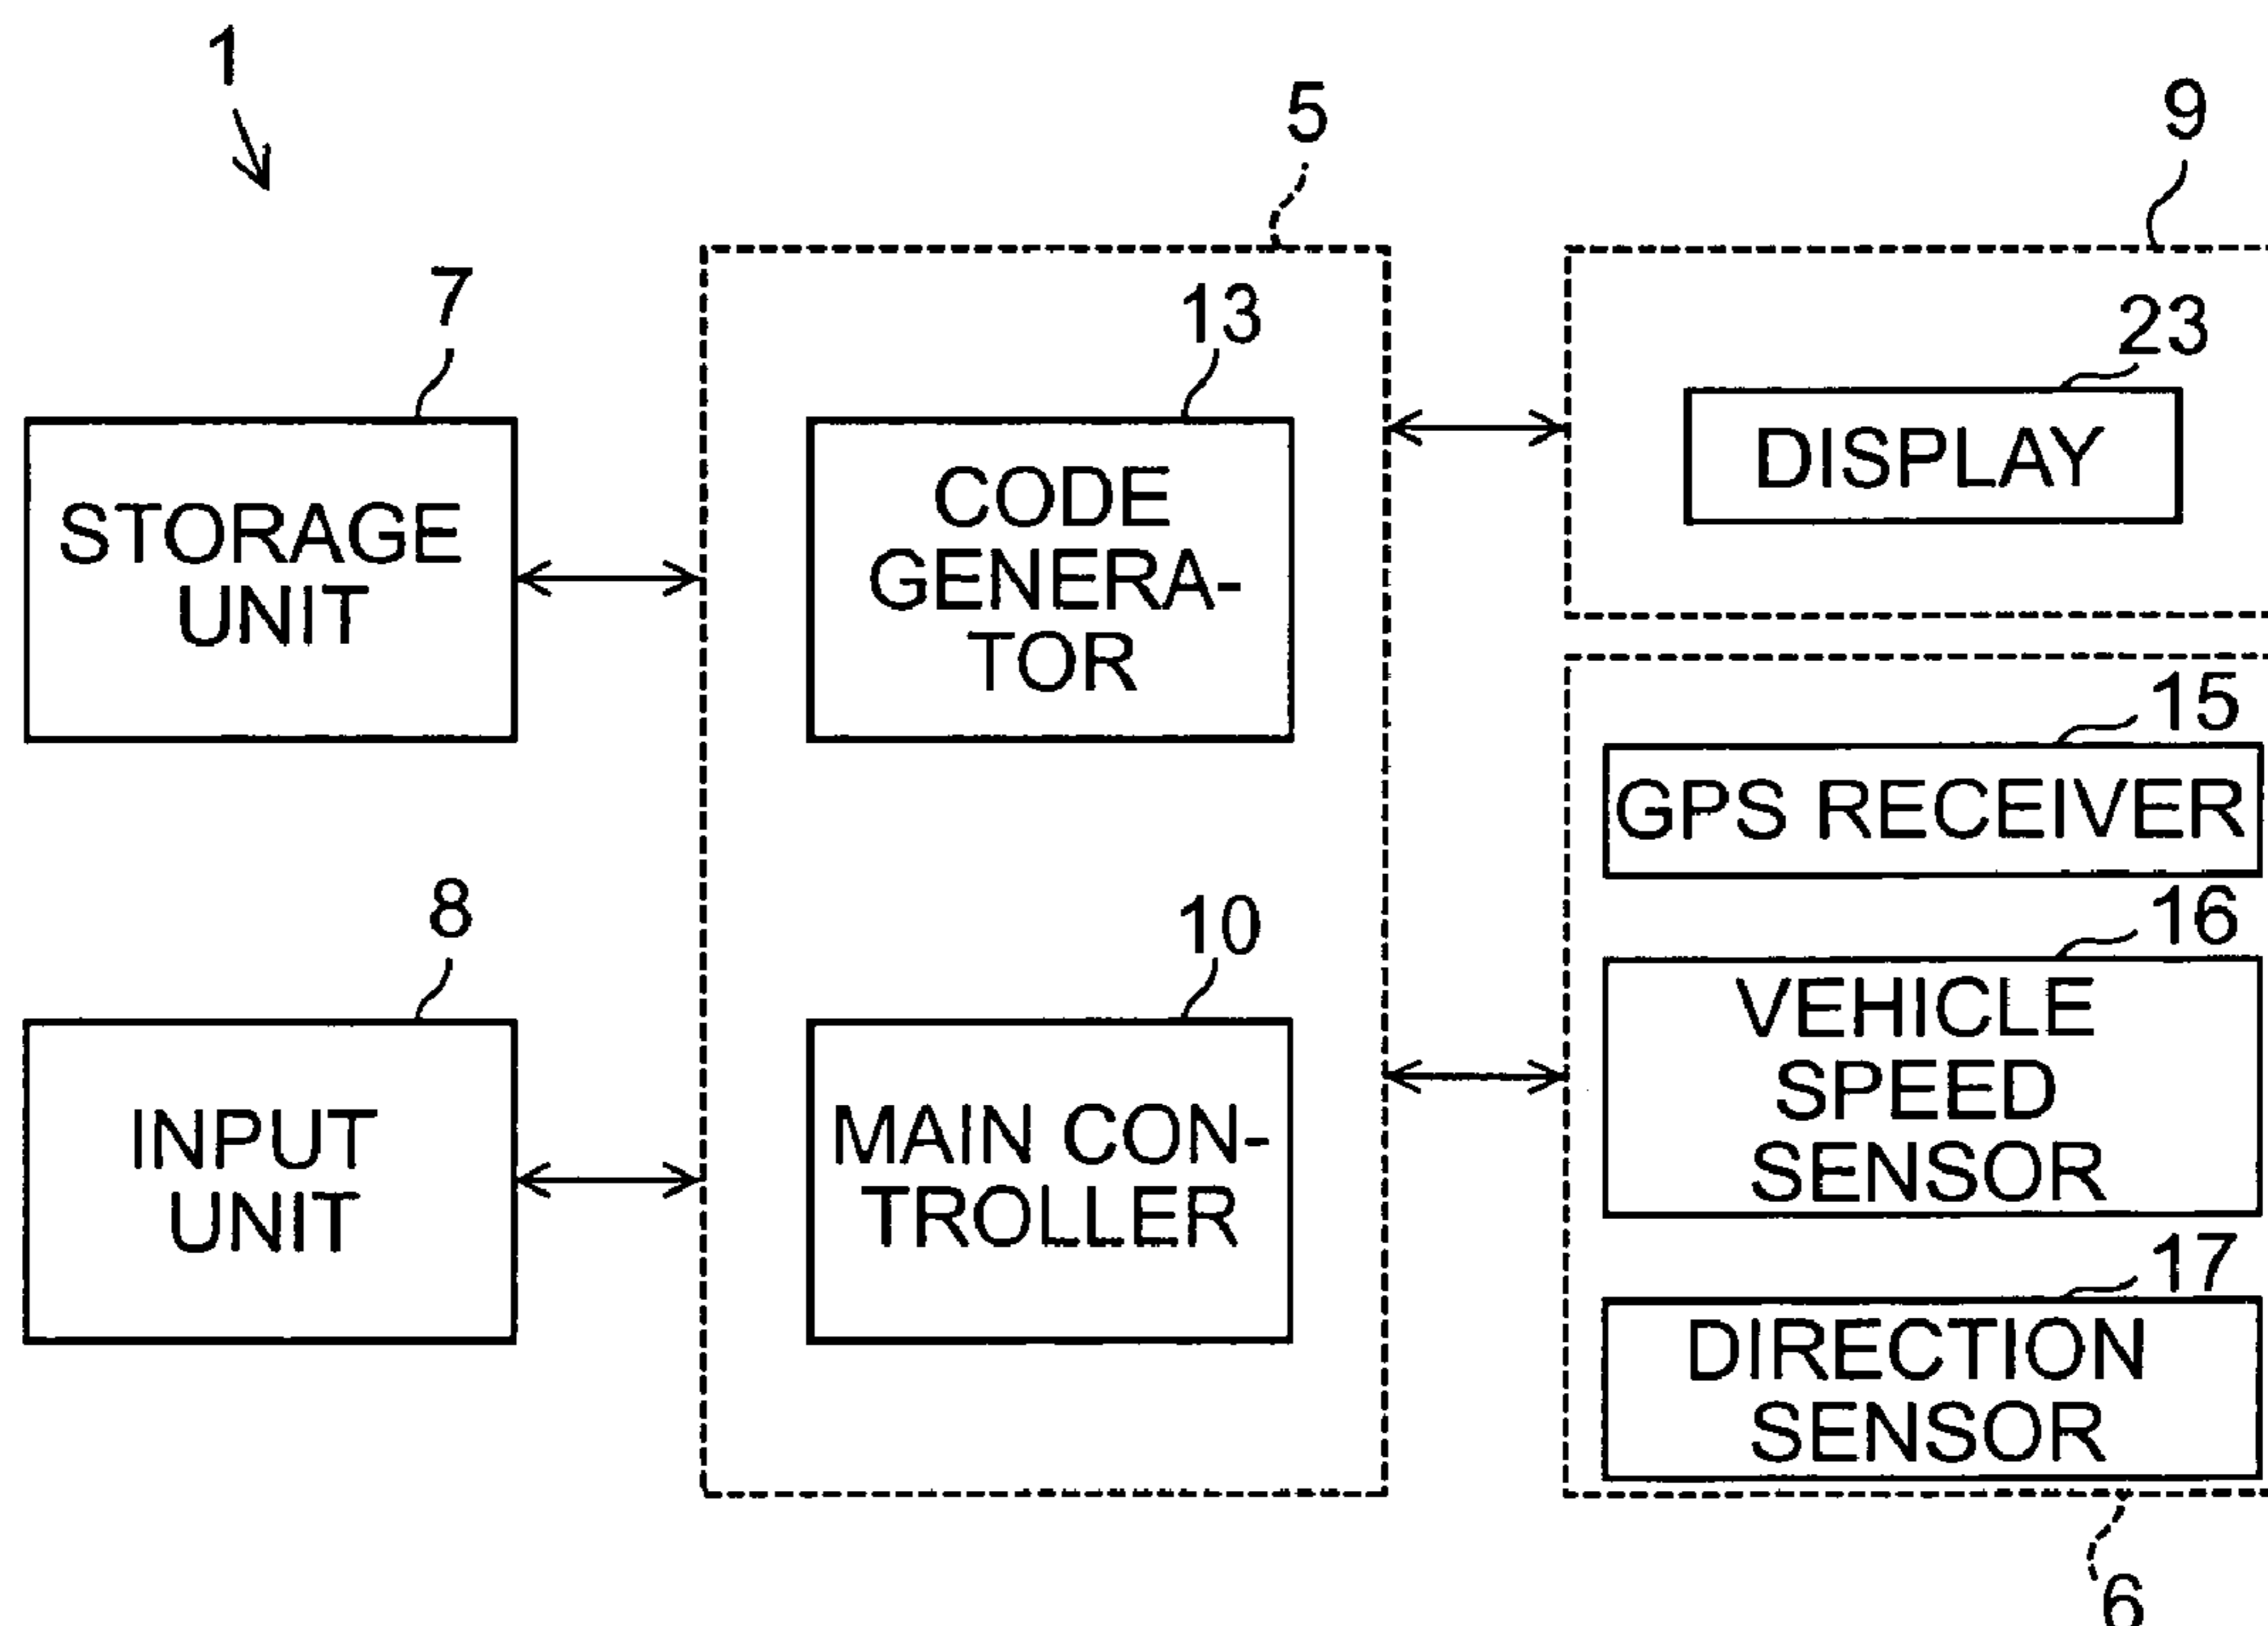 1
5
9
7
13
23
STORAGE
UNIT
CODE
GENERA-
TOR
DISPLAY
15
GPS RECEIVER
8
10
16
INPUT
UNIT
MAIN CON-
TROLLER
VEHICLE
SPEED
SENSOR
17
DIRECTION
SENSOR
6